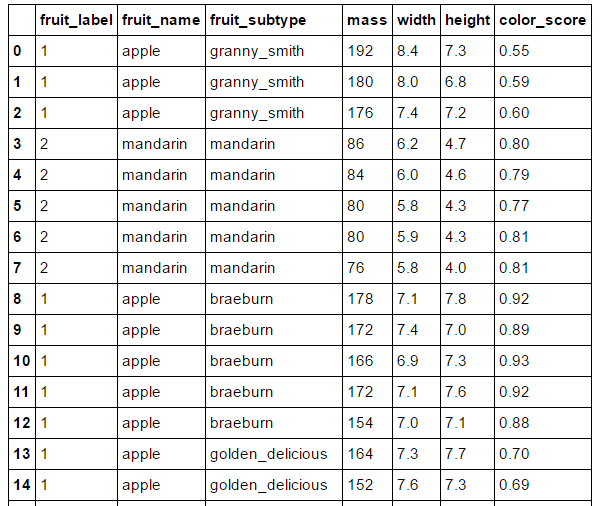 fruit_label fruit_name fruit_subtype mass width height color_score
0 1 apple granny_smith 192 8.4 7.3 0.55
1 1 apple granny_smith 180 8.0 6.8 0.59
2 1 apple granny_smith 176 7.4 7.2 0.60
3 2 mandarin mandarin 86 6.2 4.7 0.80
4 2 mandarin mandarin 84 6.0 4.6 0.79
5 2 mandarin mandarin 80 5.8 4.3 0.77
6 2 mandarin mandarin 80 5.9 4.3 0.81
7 2 mandarin mandarin 76 5.8 4.0 0.81
8 1 apple braeburn 178 7.1 7.8 0.92
9 1 apple braeburn 172 7.4 7.0 0.89
10 1 apple braeburn 166 6.9 7.3 0.93
11 1 apple braeburn 172 7.1 7.6 0.92
12 1 apple braeburn 154 7.0 7.1 0.88
13 1 apple golden_delicious 164 7.3 7.7 0.70
14 1 apple golden_delicious 152 7.6 7.3 0.69